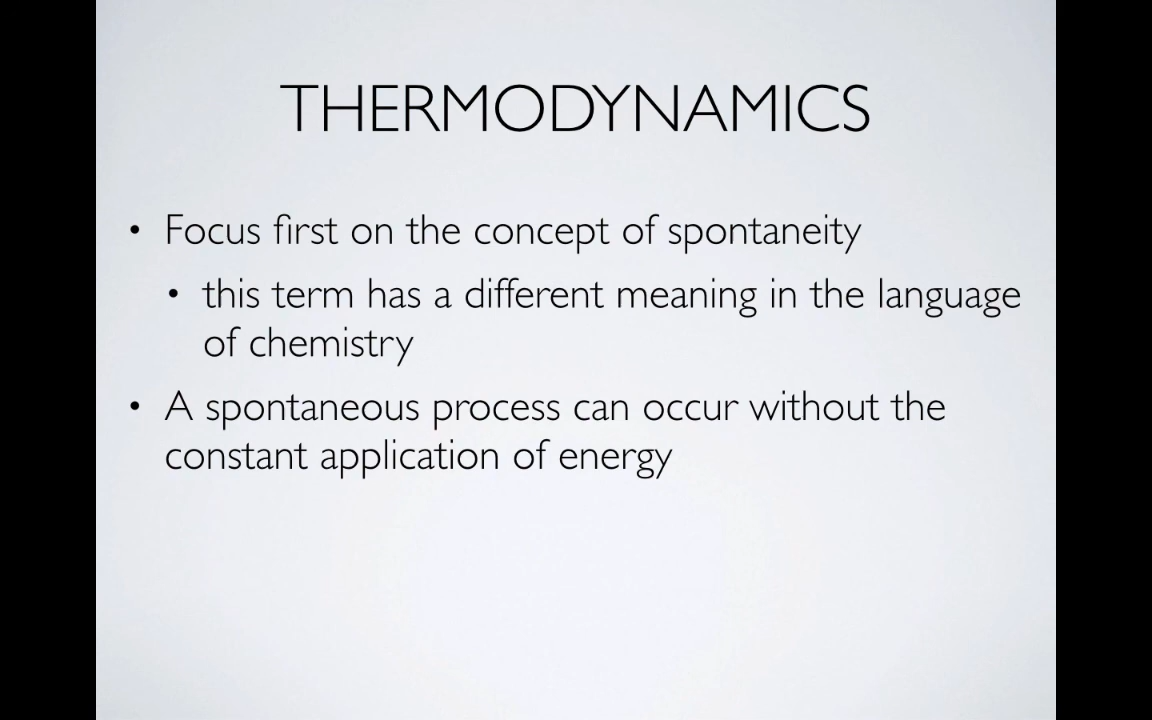 THERMODYNAMICS
• Focus first on the concept of spontaneity
• this term has a different meaning in the language
of chemistry
• A spontaneous process can occur without the
constant application of energy